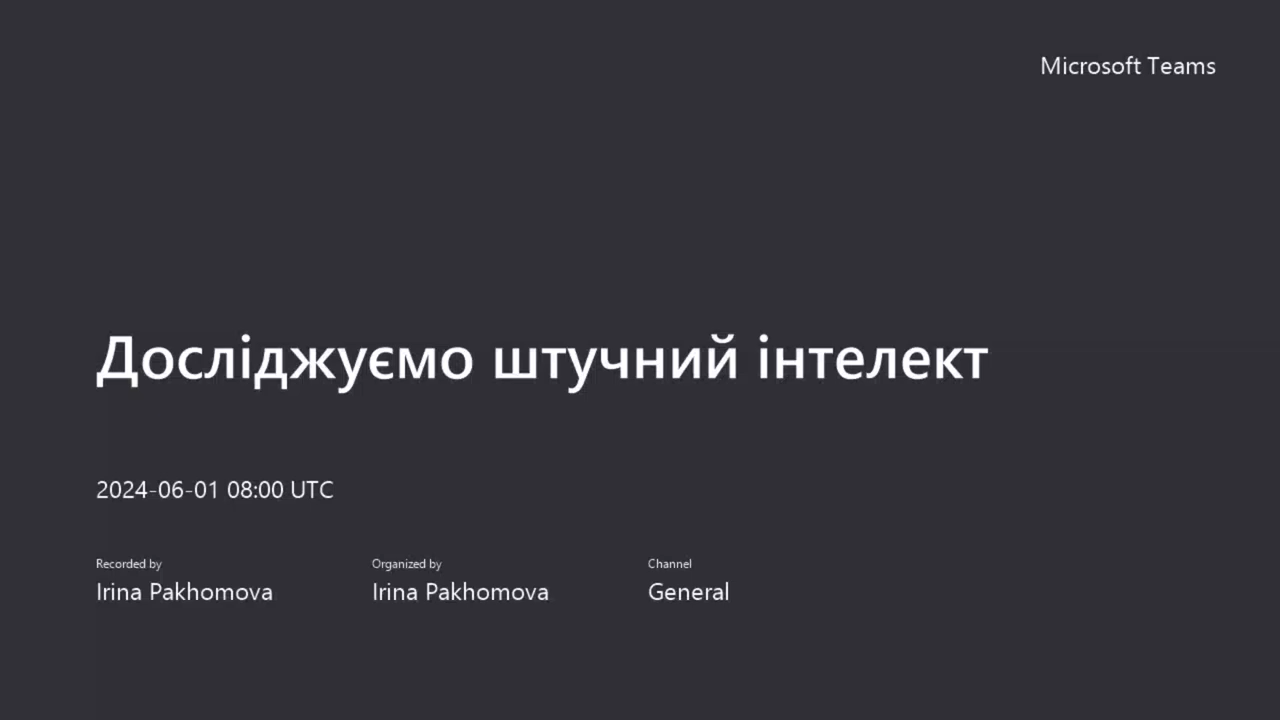 Microsoft Teams
Досліджуємо штучний інтелект
2024-06-01 08:00 UTC
Recorded by
Irina Pakhomova
Organized by
Irina Pakhomova
Channel
General